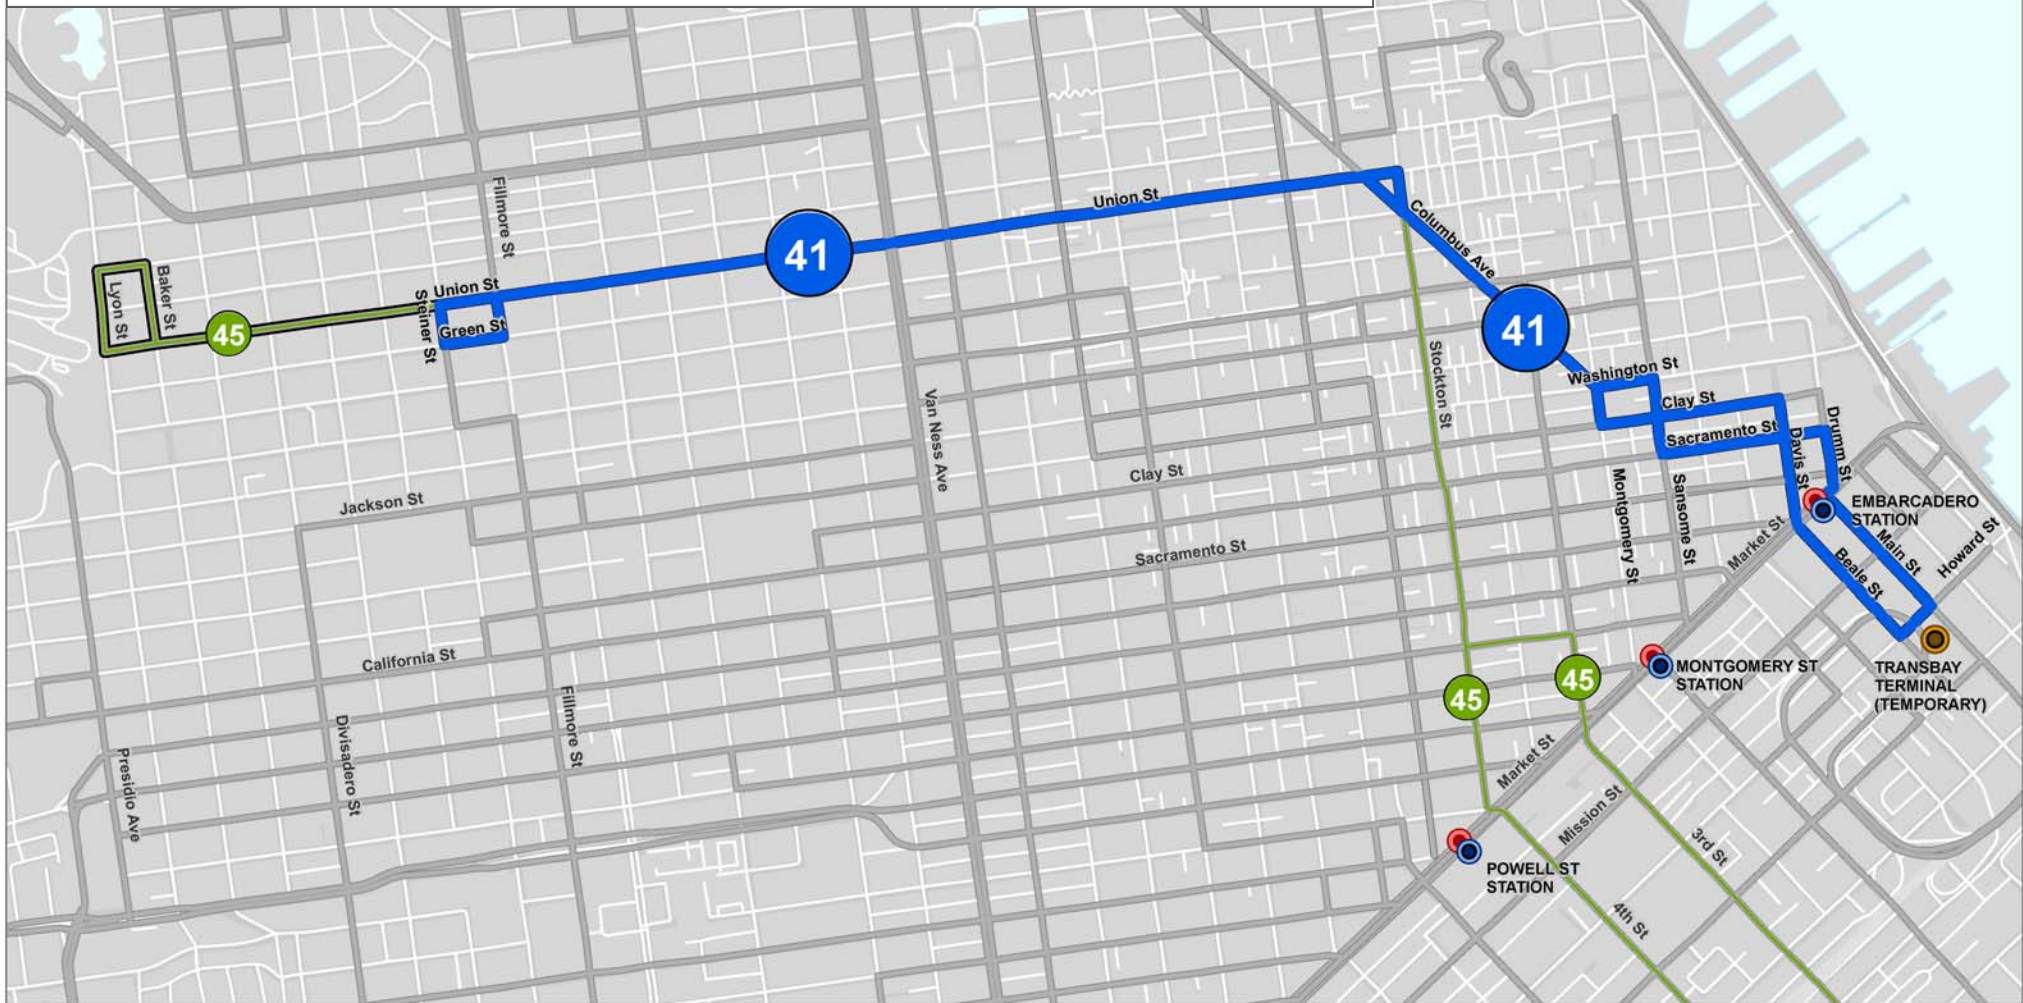 Fillmore St
Union St
41
Columbus Ave
Baker St
Lyon St
45
Steiner St
Union St
Green St
41
Washington St
Stockton St
Van Ness Ave
Clay St
Sacramento St
Davis St
Drumm St
Clay St
Jackson St
Montgomery St
Sansome St
Market St
EMBARCADERO
STATION
Main St
Howard St
Beale St
Sacramento St
California St
45
45
MONTGOMERY ST
STATION
TRANSBAY
TERMINAL
(TEMPORARY)
Fillmore St
Divisadero St
Presidio Ave
Market St
Mission St
3rd St
POWELL ST
STATION
4th St